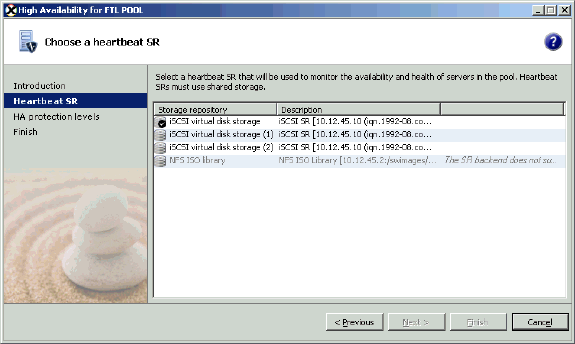 High Availability for FTL POOL
Choose a heartbeat SR
?
Introduction
Heartbeat SR
HA protection levels
Finish
Select a heartbeat SR that will be used to monitor the availability and health of servers in the pool. Heartbeat
SRs must use shared storage.
Storage repository Description
iSCSI virtual disk storage iSCSI SR [10.12.45.10 (iqn.1992-08.co...
iSCSI virtual disk storage (1) iSCSI SR [10.12.45.10 (iqn.1992-08.co...
iSCSI virtual disk storage (2) iSCSI SR [10.12.45.10 (iqn.1992-08.co...
NFS ISO library NFS ISO Library [10.12.45.2:/swimages/... The SR backend does not su...
< Previous Next > Finish Cancel